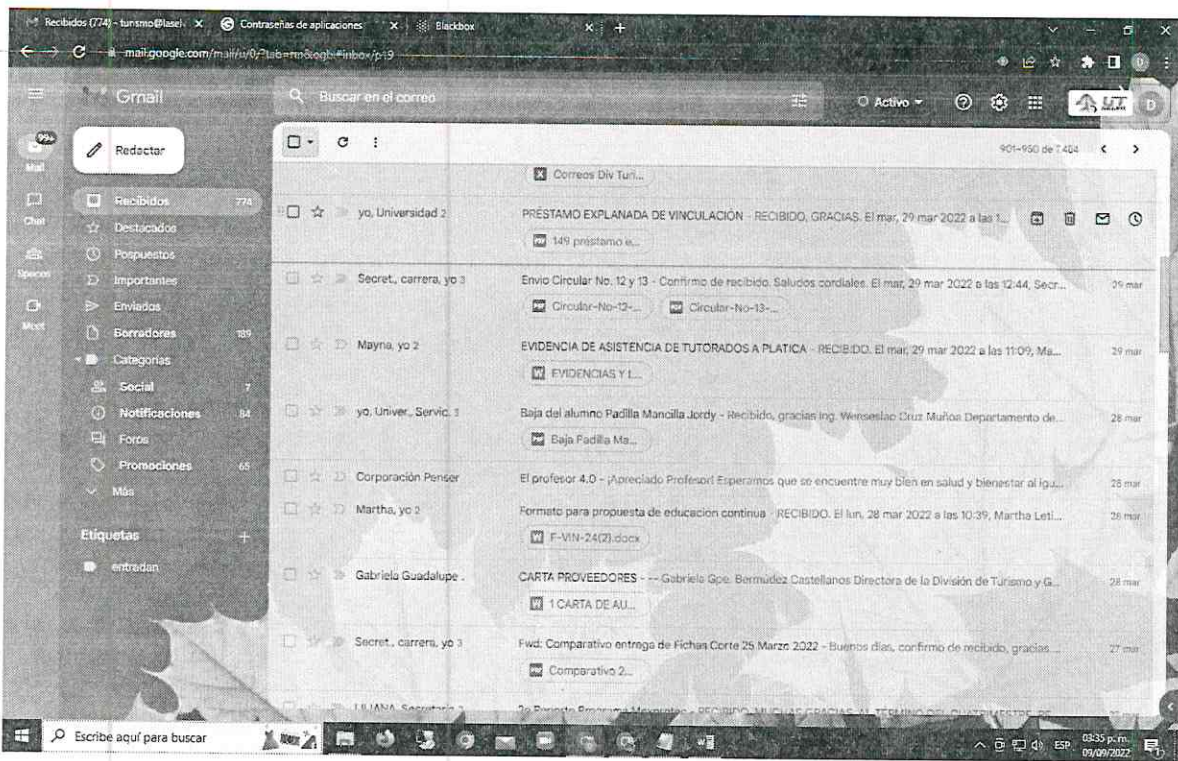 Recibidos (774) - turismo@lasel
Contraseñas de aplicaciones
Blackbox
mail.google.com/mail/u/0/?tab=rm&ogbl#inbox/p19
Gmail
Buscar en el correo
Activo
UT
D
99+
Mail
Chat
Spaces
Meet
Redactar
Recibidos 774
Destacados
Pospuestos
Importantes
Enviados
Borradores 189
Categorías
Social 7
Notificaciones 84
Foros
Promociones 65
Más
Etiquetas
entradan
901–950 de 7,404
Correos Div Turi...
yo, Universidad 2 PRÉSTAMO EXPLANADA DE VINCULACIÓN - RECIBIDO, GRACIAS. El mar, 29 mar 2022 a las 1...
149 préstamo e...
Secret., carrera, yo 3 Envio Circular No. 12 y 13 - Confirmo de recibido. Saludos cordiales. El mar, 29 mar 2022 a las 12:44, Secr... 29 mar
Circular-No-12-... Circular-No-13-...
Mayna, yo 2 EVIDENCIA DE ASISTENCIA DE TUTORADOS A PLATICA - RECIBIDO. El mar, 29 mar 2022 a las 11:09, Ma... 29 mar
EVIDENCIAS Y L...
yo, Univer., Servic. 3 Baja del alumno Padilla Mancilla Jordy - Recibido, gracias Ing. Wenseslao Cruz Muñoa Departamento de... 28 mar
Baja Padilla Ma...
Corporación Penser El profesor 4.0 - ¡Apreciado Profesor! Esperamos que se encuentre muy bien en salud y bienestar al igu... 28 mar
Martha, yo 2 Formato para propuesta de educacion continua - RECIBIDO. El lun, 28 mar 2022 a las 10:39, Martha Leti... 28 mar
F-VIN-24(2).docx
Gabriela Guadalupe . CARTA PROVEEDORES - -- Gabriela Gpe. Bermúdez Castellanos Directora de la División de Turismo y G... 28 mar
1 CARTA DE AU...
Secret., carrera, yo 3 Fwd: Comparativo entrega de Fichas Corte 25 Marzo 2022 - Buenos días, confirmo de recibido, gracias.... 27 mar
Comparativo 2...
LILIANA, Secretaria 3
Escribe aquí para buscar
ESP
03:35 p. m.
09/09/2022